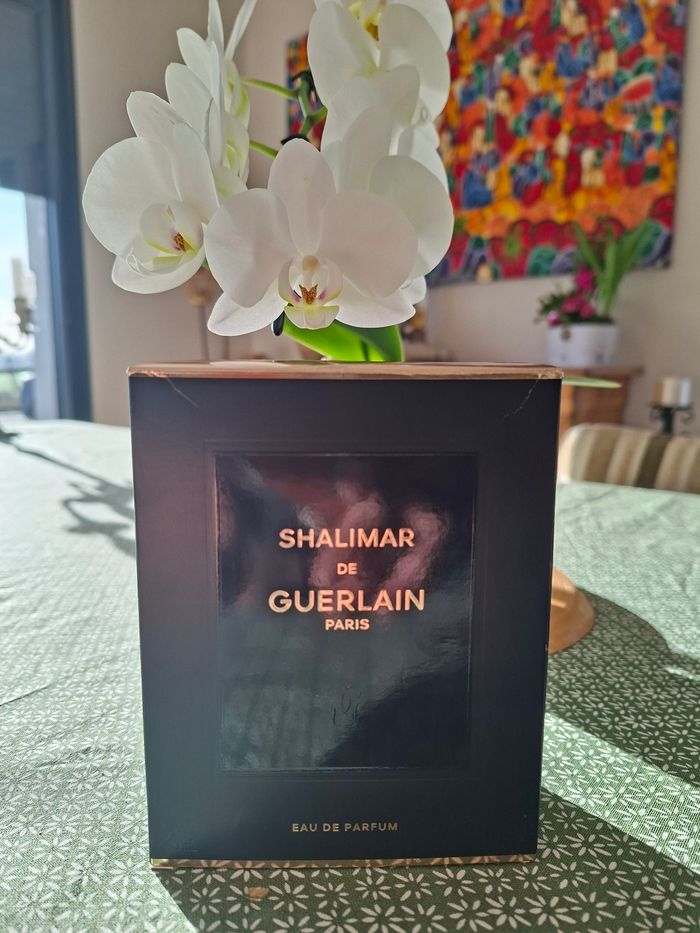 SHALIMAR
DE
GUERLAIN
PARIS
EAU DE PARFUM